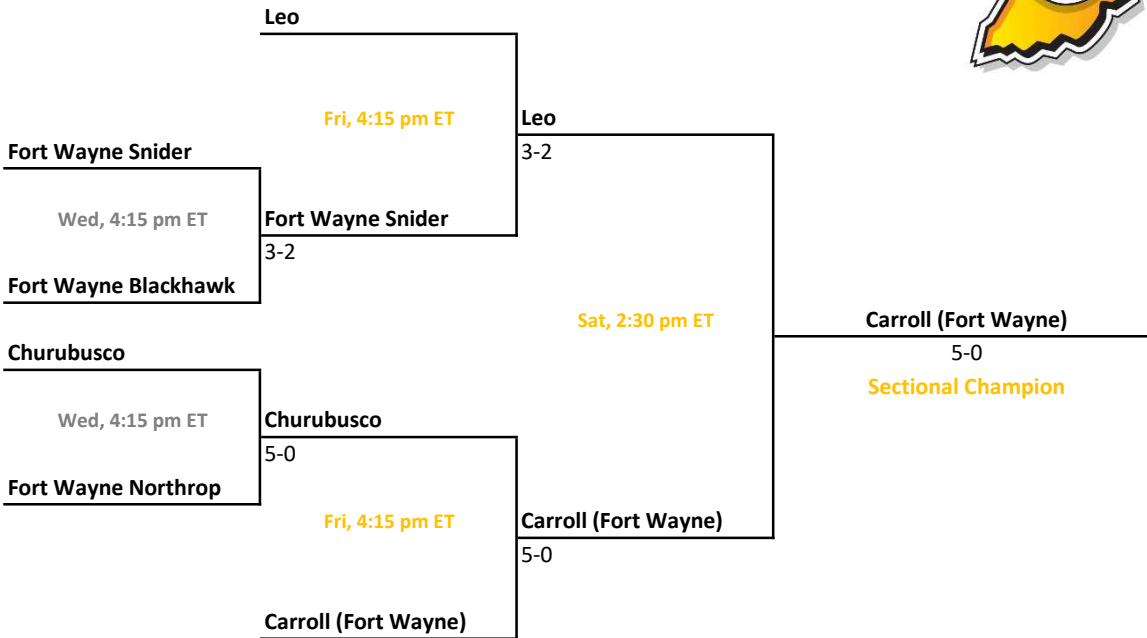 Leo
Fri, 4:15 pm ET
Leo
3-2
Fort Wayne Snider
Wed, 4:15 pm ET
Fort Wayne Snider
3-2
Fort Wayne Blackhawk
Sat, 2:30 pm ET
Carroll (Fort Wayne)
5-0
Sectional Champion
Churubusco
Wed, 4:15 pm ET
Churubusco
5-0
Fort Wayne Northrop
Fri, 4:15 pm ET
Carroll (Fort Wayne)
5-0
Carroll (Fort Wayne)